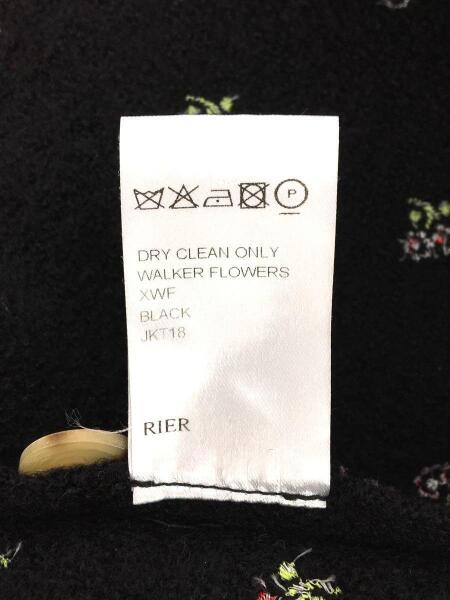 P
DRY CLEAN ONLY
WALKER FLOWERS
XWF
BLACK
JKT18
RIER